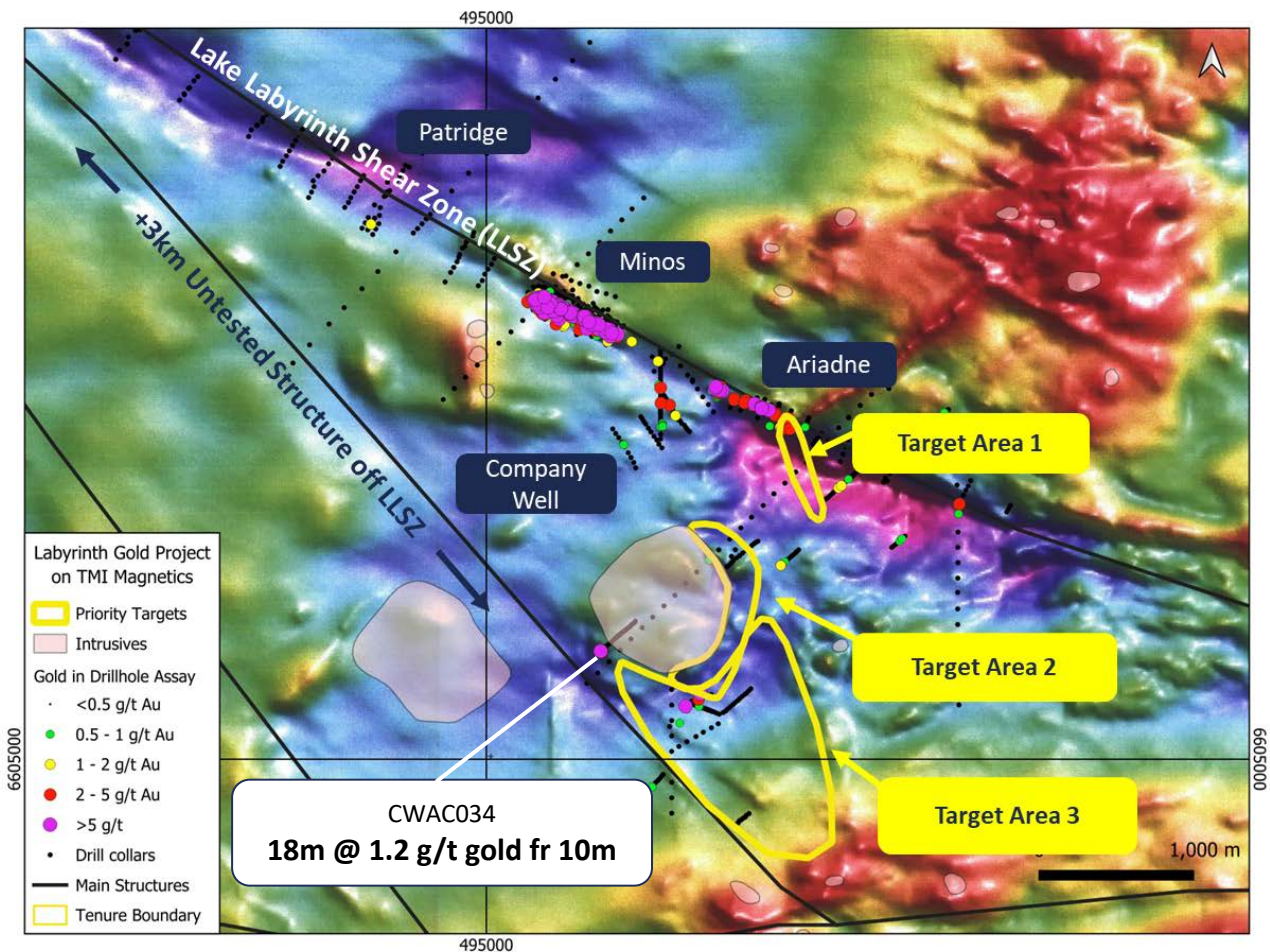 495000
Lake Labyrinth Shear Zone (LLSZ)
Patridge
Minos
Ariadne
+3km Untested Structure off LLSZ
Target Area 1
Company
Well
Labyrinth Gold Project
on TMI Magnetics
Priority Targets
Intrusives
Gold in Drillhole Assay
<0.5 g/t Au
0.5 - 1 g/t Au
1 - 2 g/t Au
2 - 5 g/t Au
>5 g/t
Drill collars
Main Structures
Tenure Boundary
Target Area 2
6605000
6605000
CWAC034
18m @ 1.2 g/t gold fr 10m
Target Area 3
1,000 m
495000